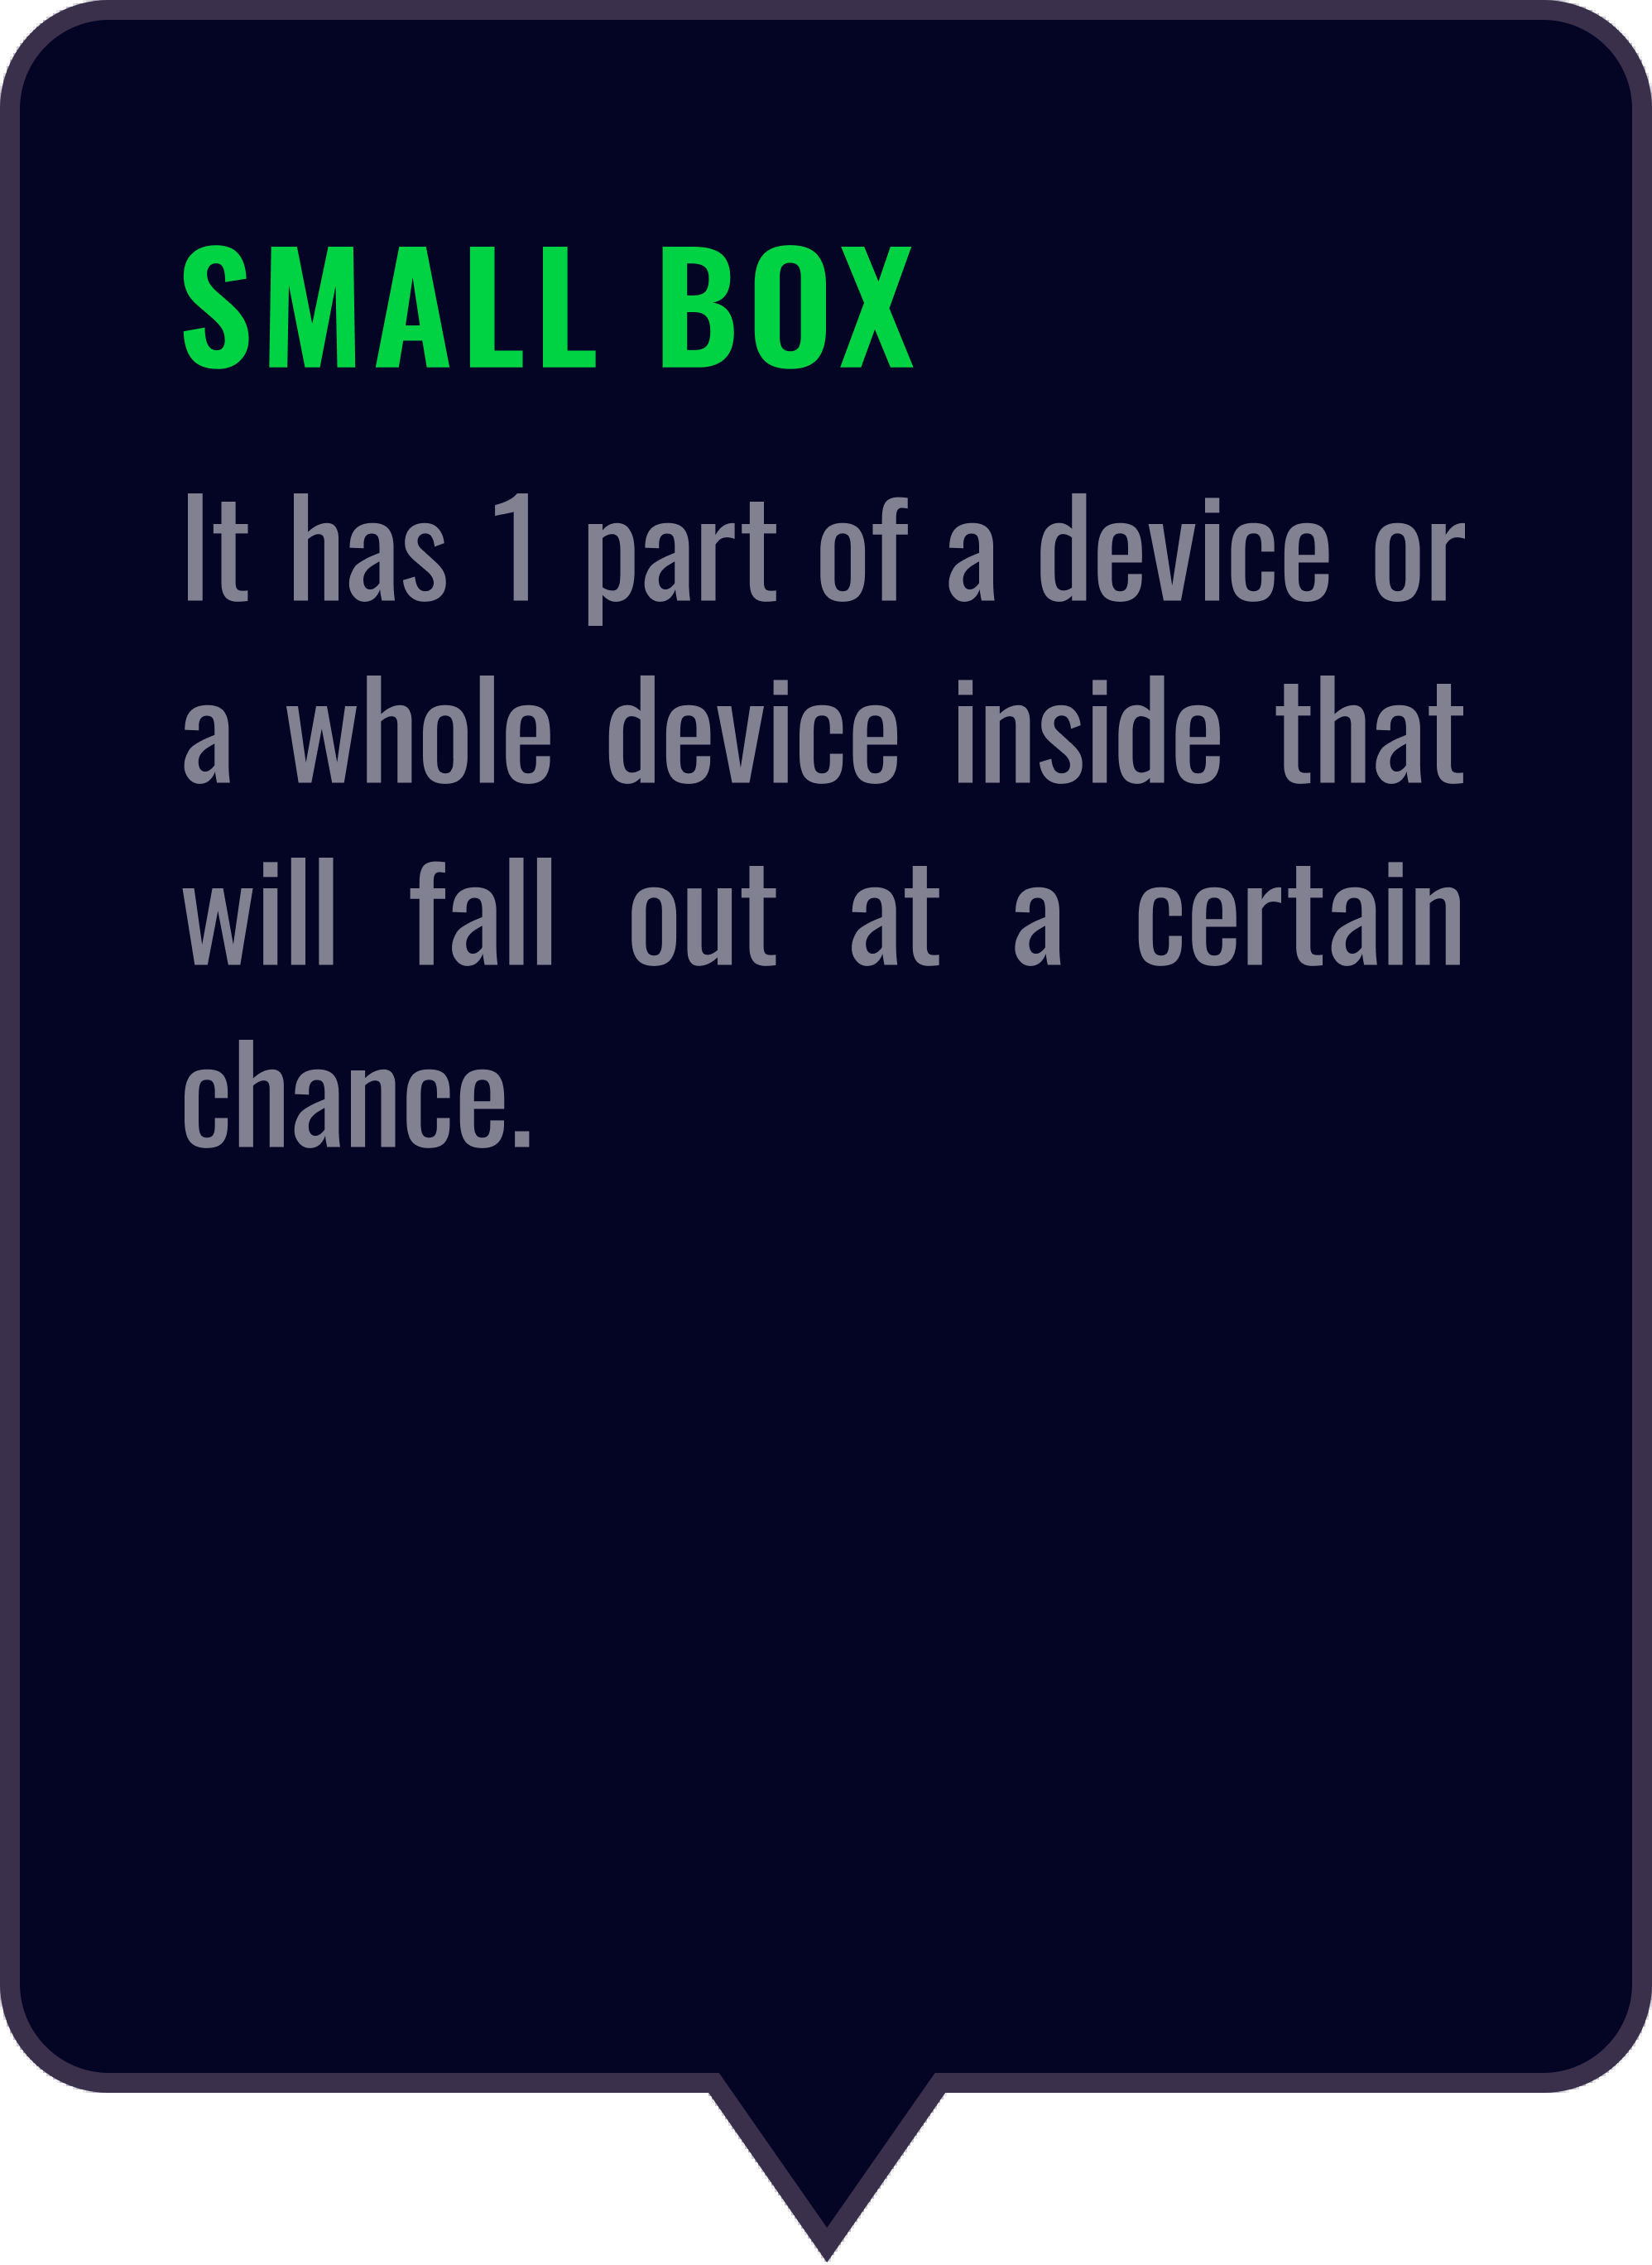 SMALL BOX
It has 1 part of a device or
a whole device inside that
will fall out at a certain
chance.